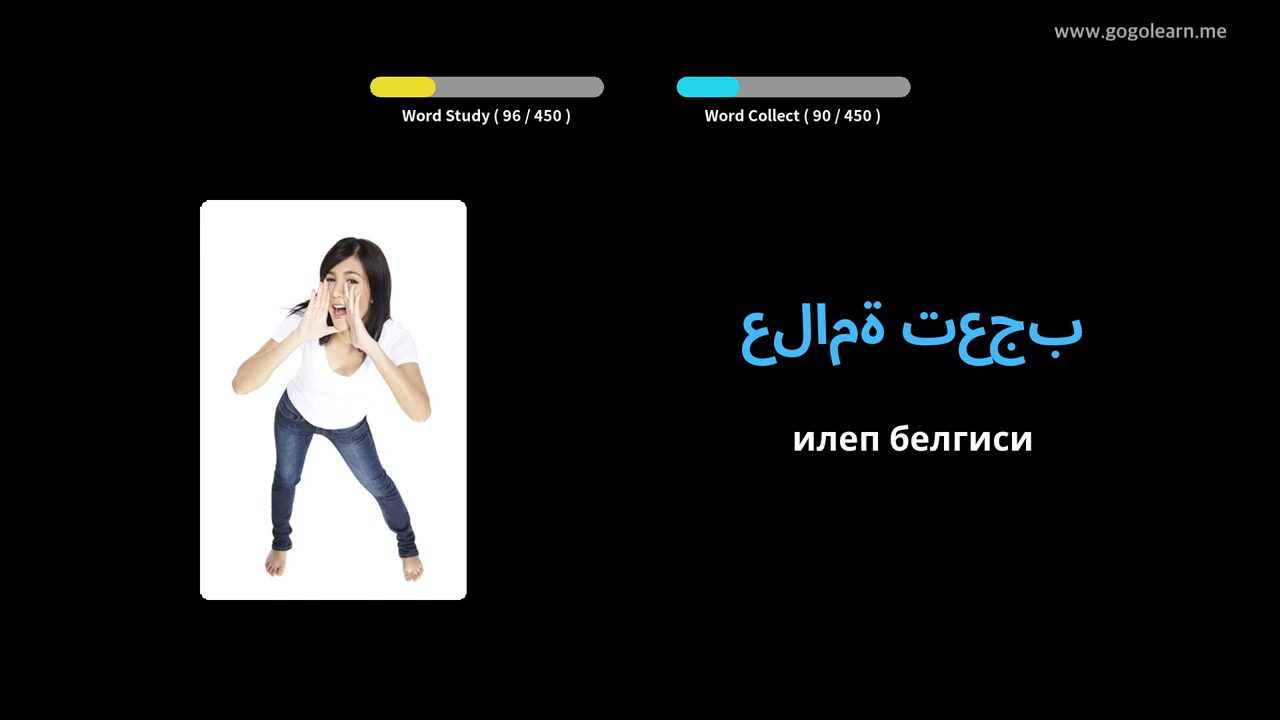 www.gogolearn.me
Word Study ( 96 / 450 )
Word Collect ( 90 / 450 )
علامة تعجب
илеп белгиси